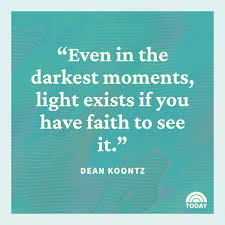 “Even in the
darkest moments,
light exists if you
have faith to see
it.”
DEAN KOONTZ
TODAY